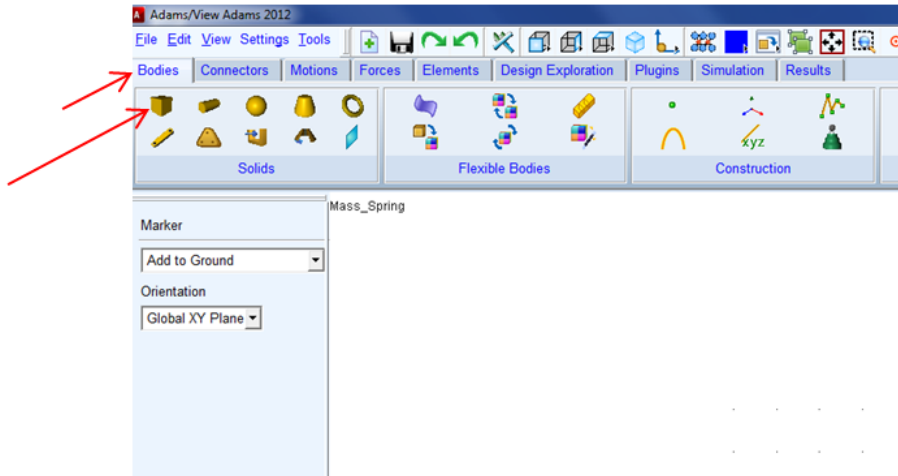 Adams/View Adams 2012
File Edit View Settings Tools
Bodies Connectors Motions Forces Elements Design Exploration Plugins Simulation Results
xyz
Solids Flexible Bodies Construction
Mass_Spring
Marker
Add to Ground
Orientation
Global XY Plane